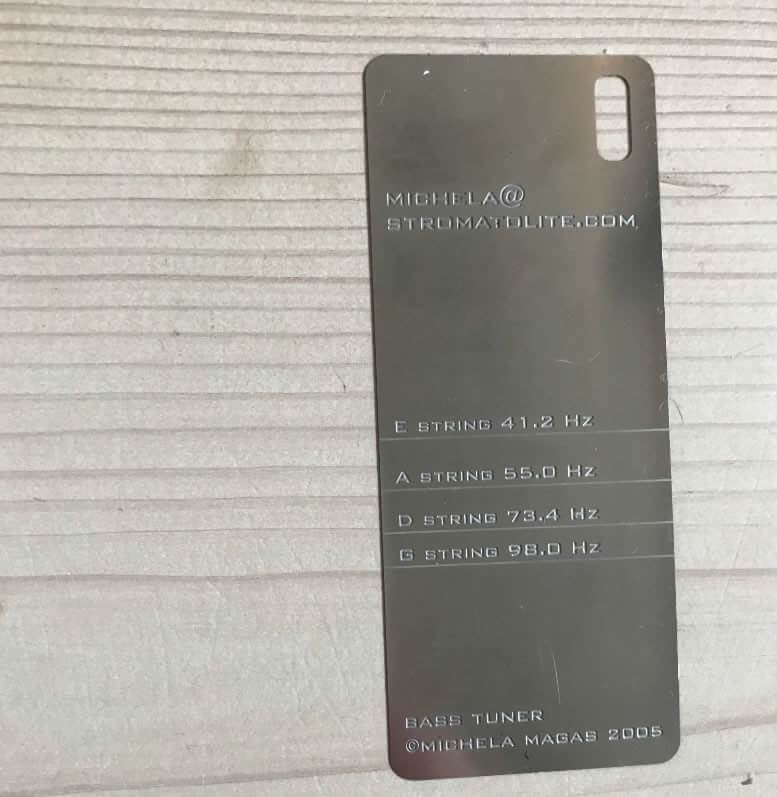 MICHELA@
STROMATOLITE.COM
E STRING 41.2 Hz
A STRING 55.0 Hz
D STRING 73.4 Hz
G STRING 98.0 Hz
BASS TUNER
©MICHELA MAGAS 2005